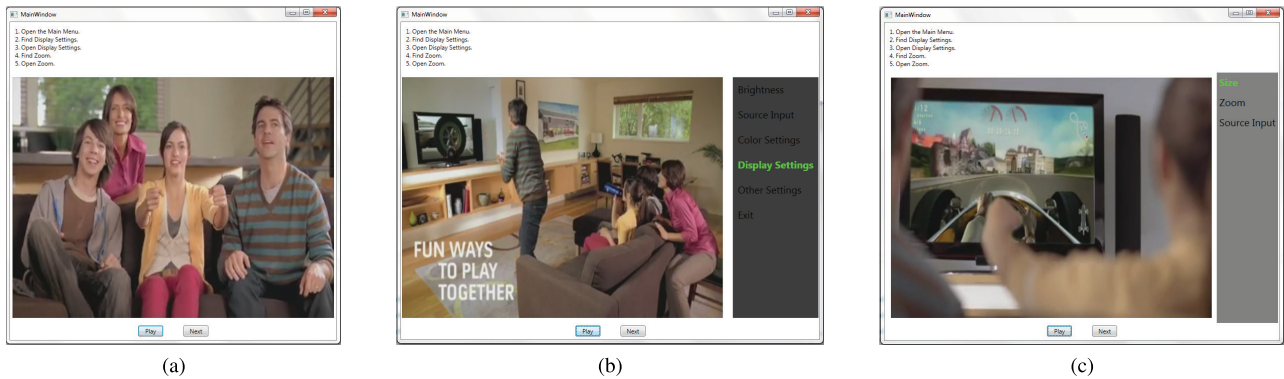 MainWindow
1. Open the Main Menu.
2. Find Display Settings.
3. Open Display Settings.
4. Find Zoom.
5. Open Zoom.
Play
Next
(a)
MainWindow
1. Open the Main Menu.
2. Find Display Settings.
3. Open Display Settings.
4. Find Zoom.
5. Open Zoom.
Brightness
Source Input
Color Settings
Display Settings
Other Settings
Exit
FUN WAYS
TO PLAY
TOGETHER
Play
Next
(b)
MainWindow
1. Open the Main Menu.
2. Find Display Settings.
3. Open Display Settings.
4. Find Zoom.
5. Open Zoom.
Size
Zoom
Source Input
Play
Next
(c)